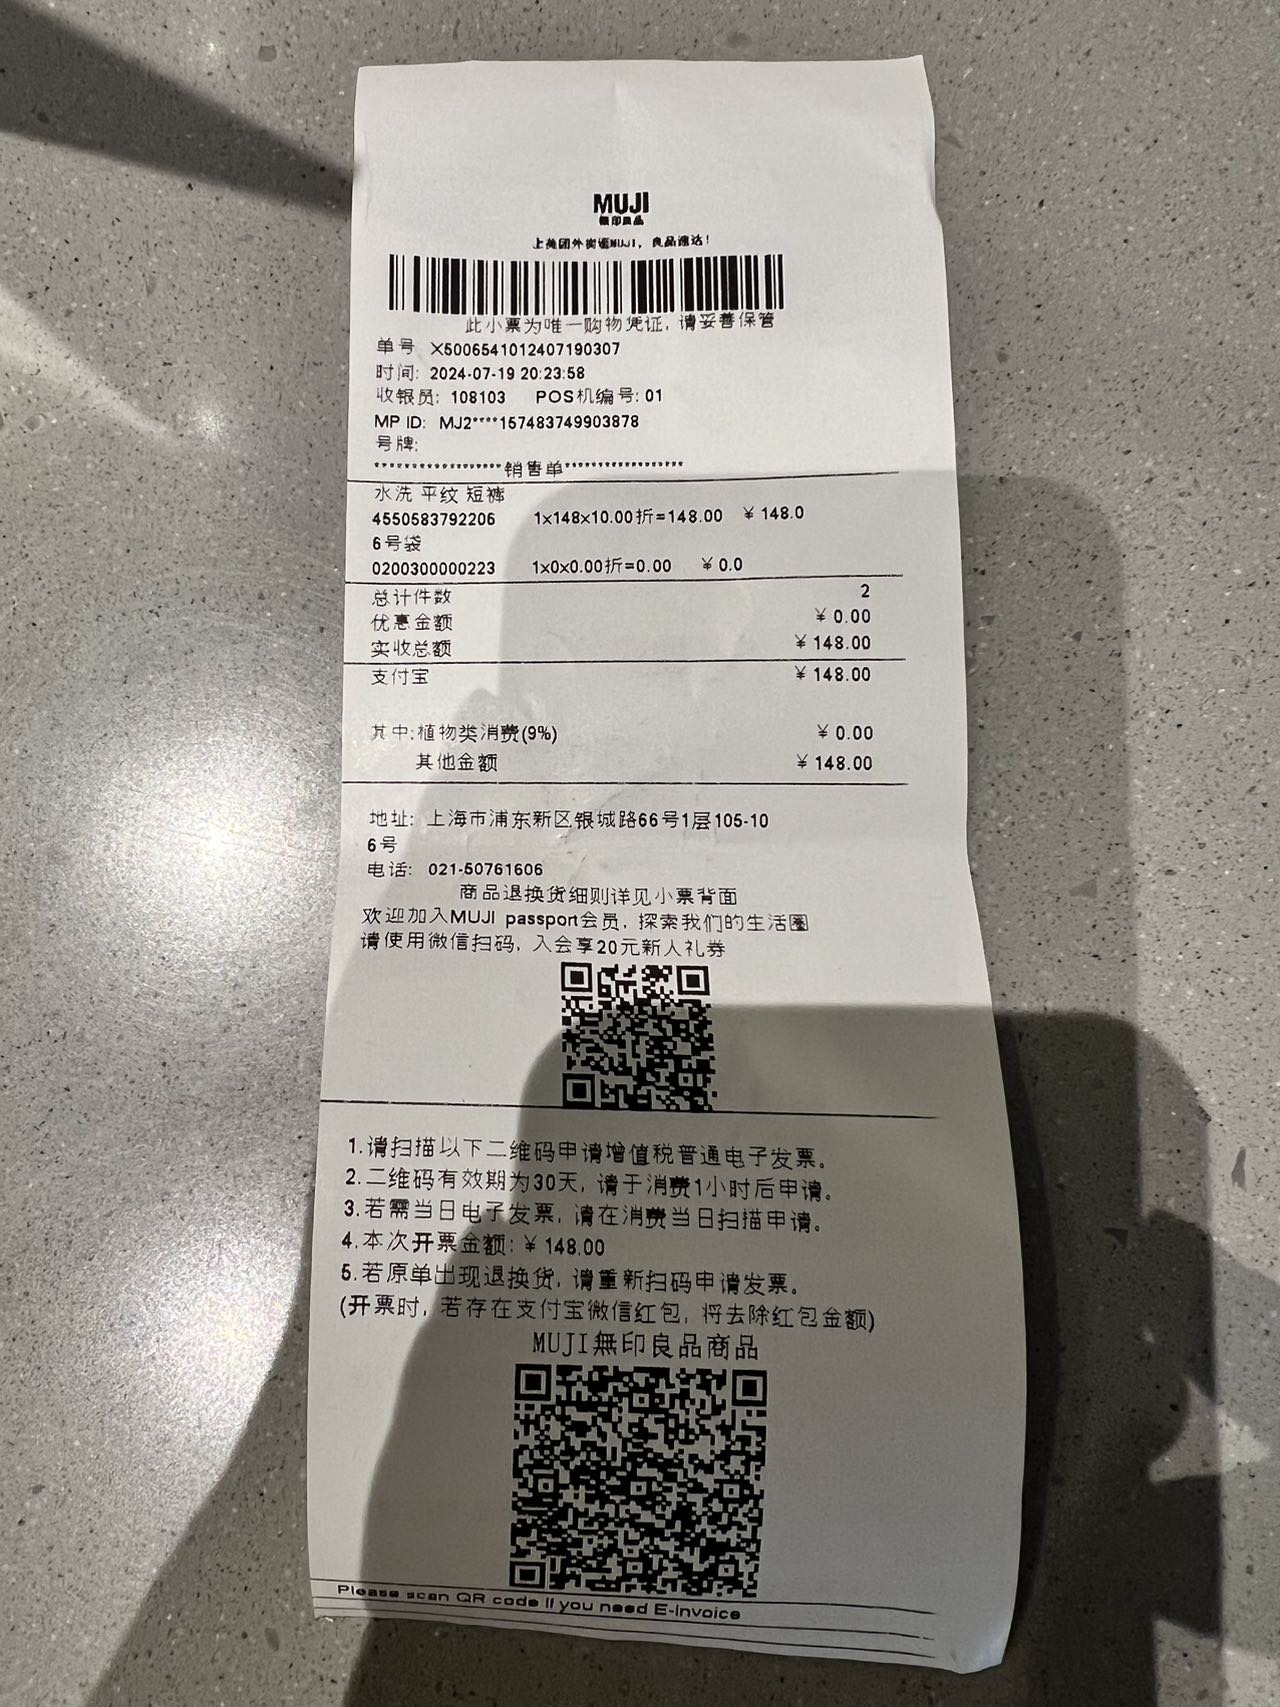 MUJI
無印良品
上美团外卖逛MUJI，良品速达！
此小票为唯一购物凭证，请妥善保管
单号 X5006541012407190307
时间：2024-07-19 20:23:58
收银员：108103 POS机编号：01
MP ID: MJ2****157483749903878
号牌：
*******************销售单******************
水洗 平纹 短裤
4550583792206 1x148x10.00折=148.00 ¥ 148.0
6号袋
0200300000223 1x0x0.00折=0.00 ¥ 0.0
总计件数 2
优惠金额 ¥ 0.00
实收总额 ¥ 148.00
支付宝 ¥ 148.00
其中：植物类消费(9%) ¥ 0.00
其他金额 ¥ 148.00
地址：上海市浦东新区银城路66号1层105-10
6号
电话：021-50761606
商品退换货细则详见小票背面
欢迎加入MUJI passport会员，探索我们的生活圈
请使用微信扫码，入会享20元新人礼券
1.请扫描以下二维码申请增值税普通电子发票。
2.二维码有效期为30天，请于消费1小时后申请。
3.若需当日电子发票，请在消费当日扫描申请。
4.本次开票金额：¥ 148.00
5.若原单出现退换货，请重新扫码申请发票。
(开票时，若存在支付宝微信红包，将去除红包金额)
MUJI無印良品商品
Please scan QR code if you need E-Invoice